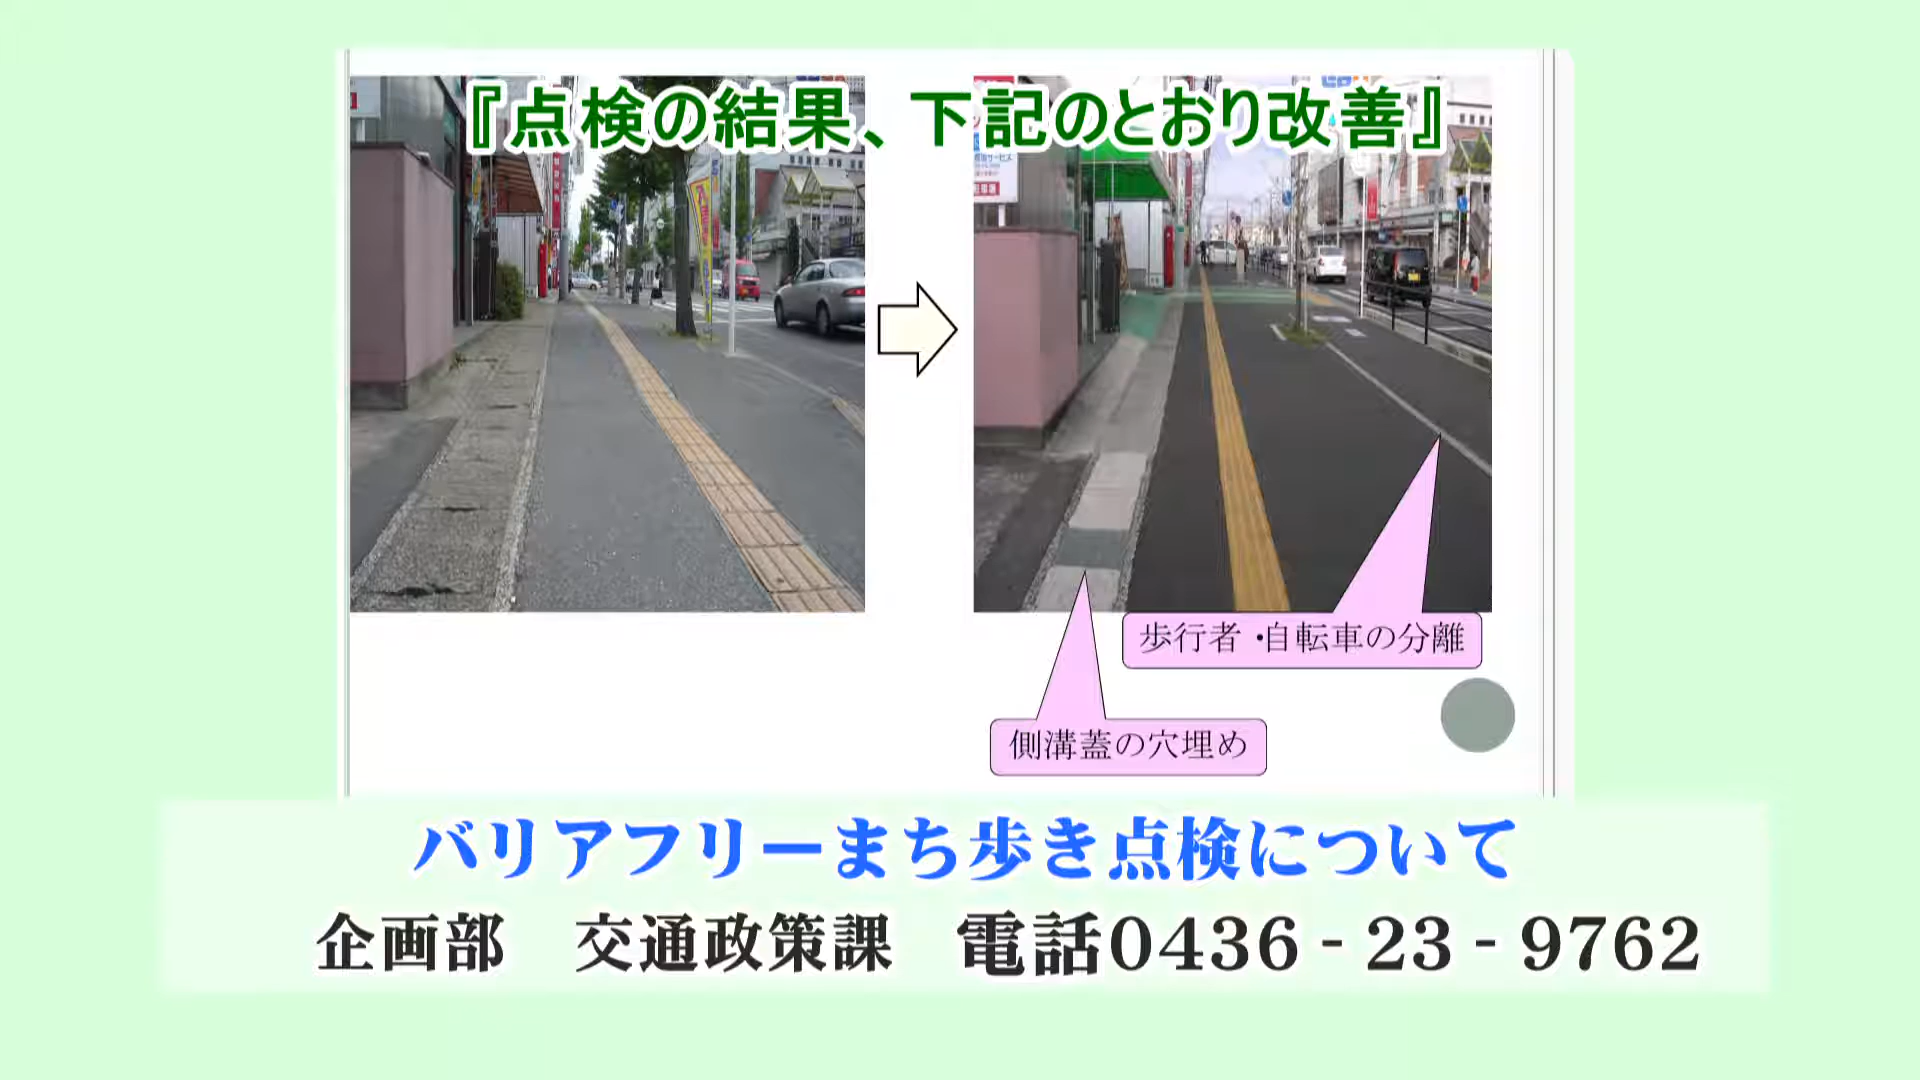 『点検の結果、下記のとおり改善』
歩行者・自転車の分離
側溝蓋の穴埋め
バリアフリーまち歩き点検について
企画部　交通政策課　電話0436-23-9762